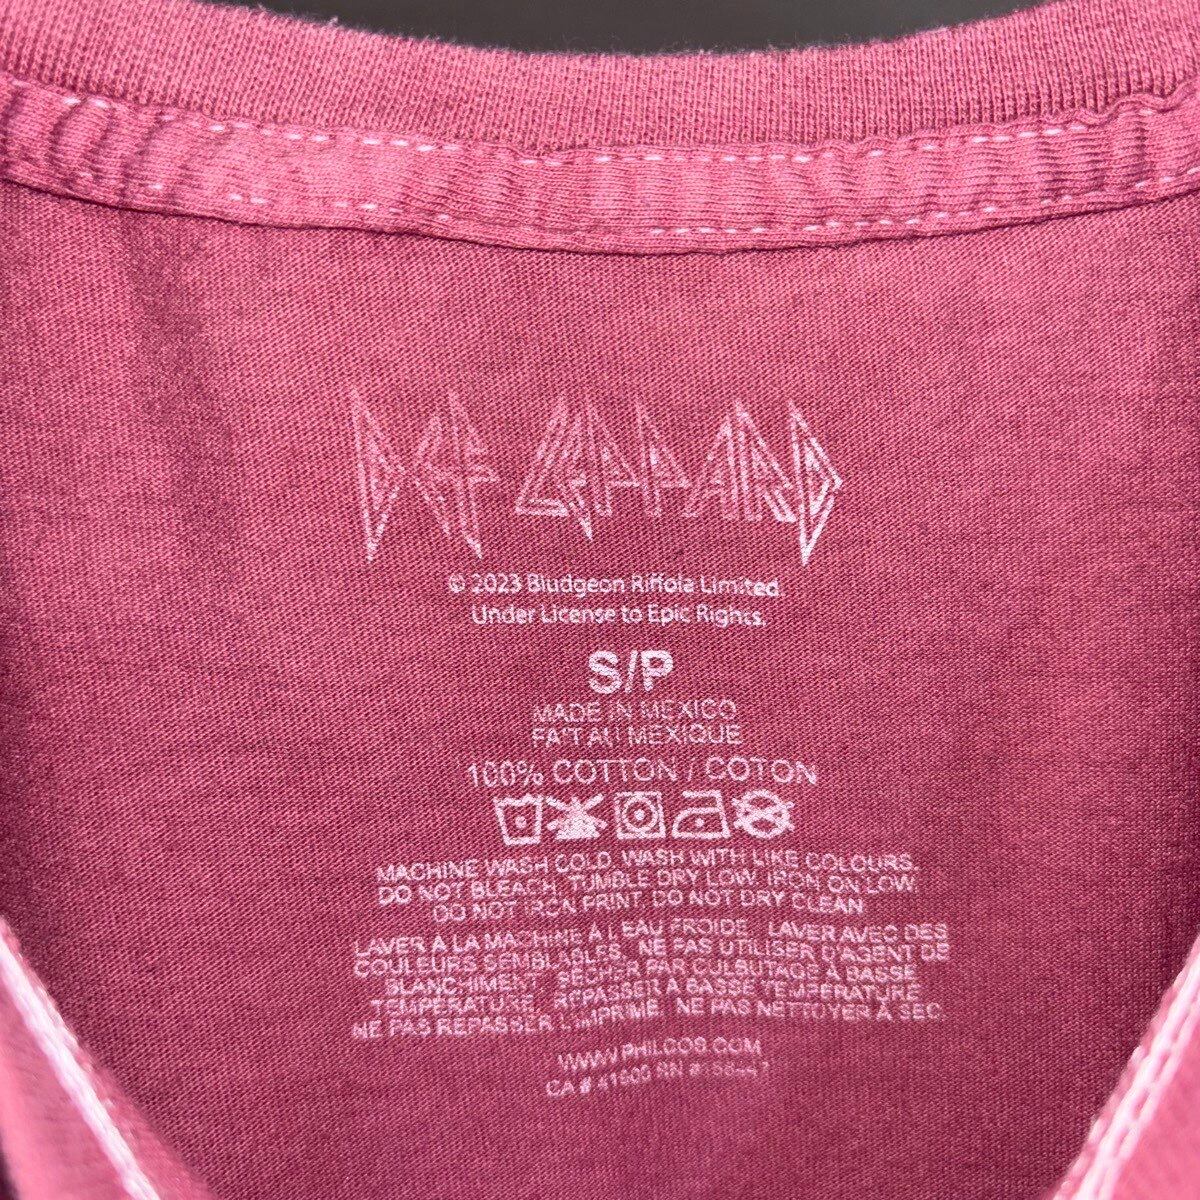 DEF LEPPARD
© 2023 Bludgeon Riffola Limited.
Under License to Epic Rights.
S/P
MADE IN MEXICO
FAIT AU MEXIQUE
100% COTTON / COTON
MACHINE WASH COLD. WASH WITH LIKE COLOURS.
DO NOT BLEACH. TUMBLE DRY LOW. IRON ON LOW.
DO NOT IRON PRINT. DO NOT DRY CLEAN
LAVER A LA MACHINE À L'EAU FROIDE. LAVER AVEC DES
COULEURS SEMBLABLES. NE PAS UTILISER D'AGENT DE
BLANCHIMENT. SÉCHER PAR CULBUTAGE À BASSE
TEMPÉRATURE. REPASSER À BASSE TEMPÉRATURE
NE PAS REPASSER L'IMPRIMÉ. NE PAS NETTOYER À SEC.
WWW.PHILCOS.COM
CA # RN #